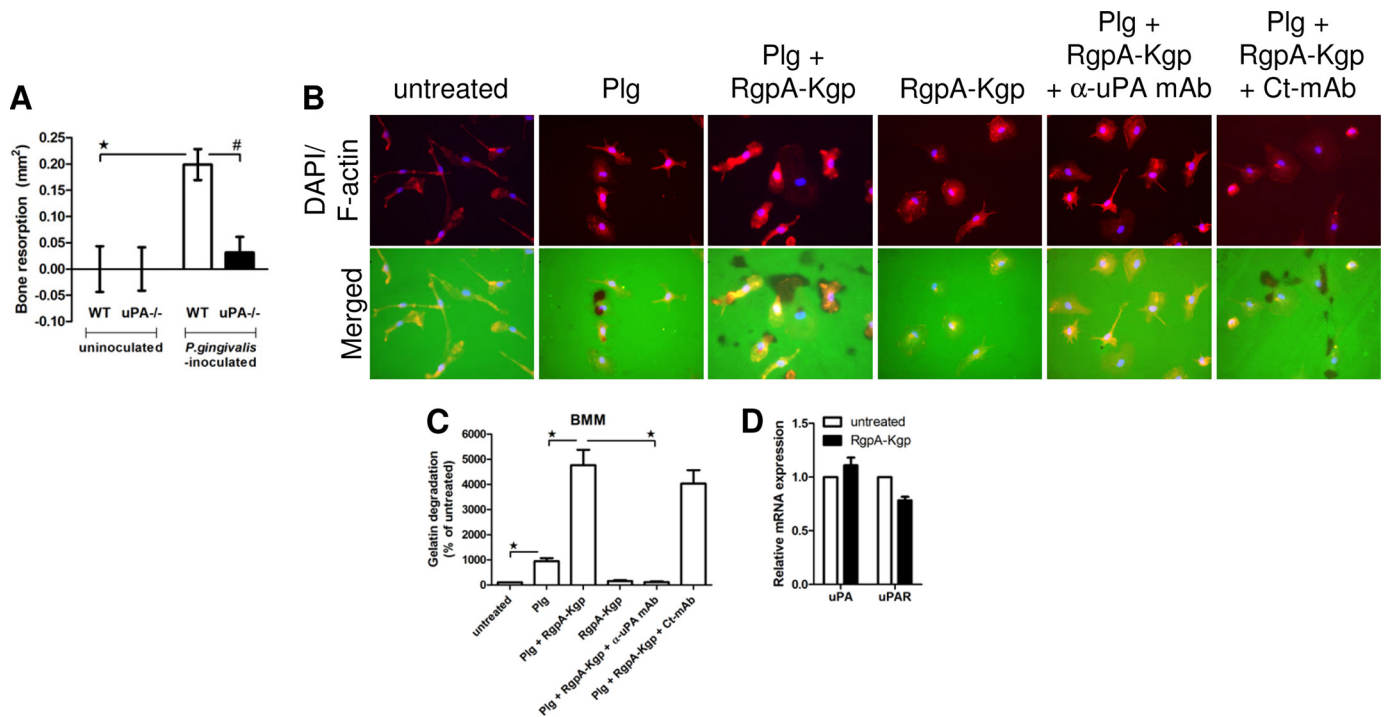 A
Bone resorption (mm²)
0.25
0.20
0.15
0.10
0.05
0.00
-0.05
-0.10
★
#
WT
uPA-/-
WT
uPA-/-
uninoculated
P.gingivalis
-inoculated
B
untreated
Plg
Plg +
RgpA-Kgp
RgpA-Kgp
Plg +
RgpA-Kgp
+ α-uPA mAb
Plg +
RgpA-Kgp
+ Ct-mAb
DAPI/
F-actin
Merged
C
BMM
Gelatin degradation
(% of untreated)
6000
5000
4000
3000
2000
1000
0
★
★
★
untreated
Plg
Plg + RgpA-Kgp
RgpA-Kgp
Plg + RgpA-Kgp + α-uPA mAb
Plg + RgpA-Kgp + Ct-mAb
D
untreated
RgpA-Kgp
Relative mRNA expression
1.5
1.0
0.5
0.0
uPA
uPAR